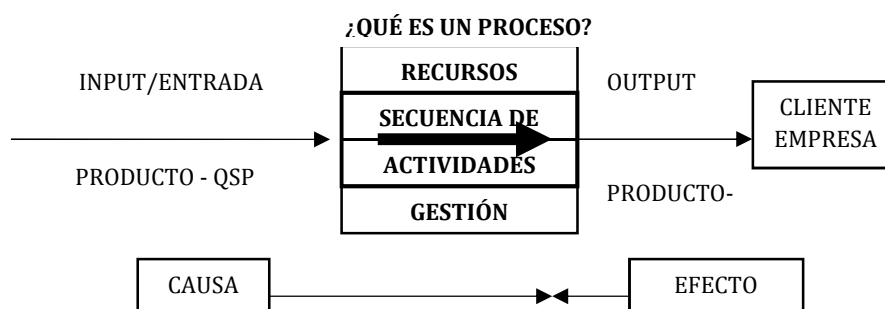 ¿QUÉ ES UN PROCESO?
INPUT/ENTRADA
RECURSOS
OUTPUT
SECUENCIA DE
ACTIVIDADES
CLIENTE
EMPRESA
PRODUCTO - QSP
PRODUCTO-
GESTIÓN
CAUSA
EFECTO